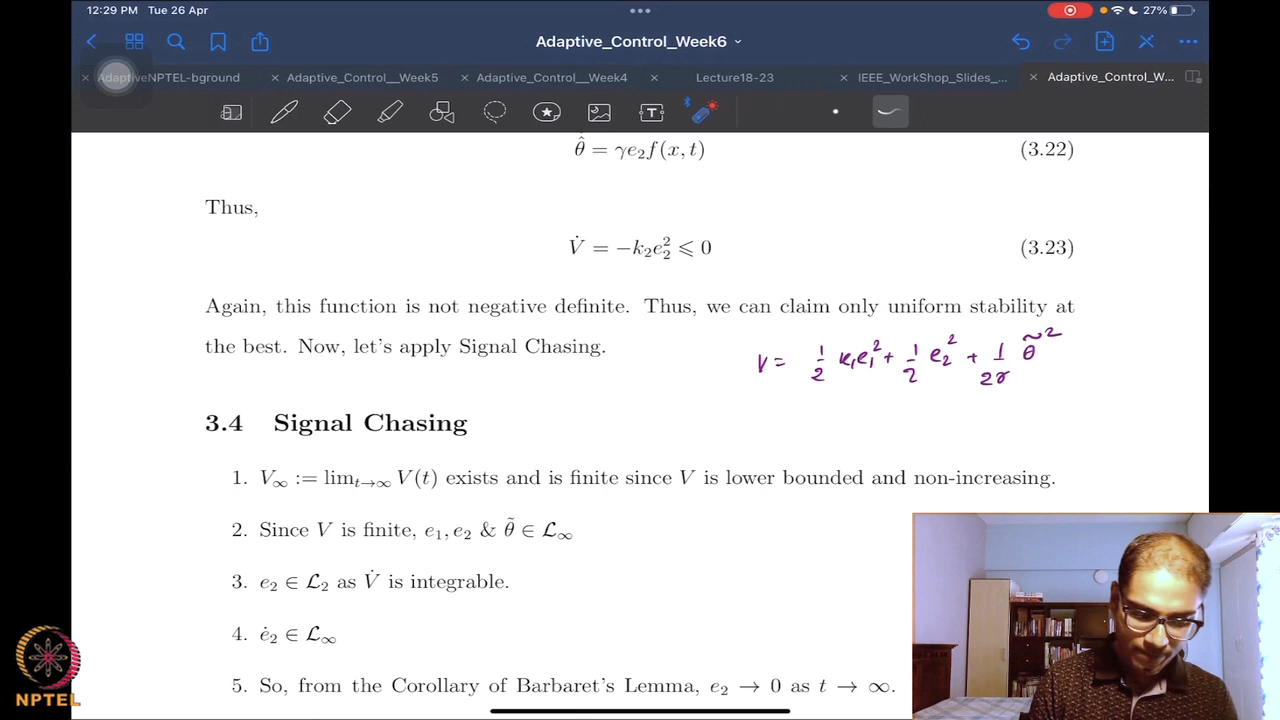 12:29 PM Tue 26 Apr
27%
Adaptive_Control_Week6
AdaptiveNPTEL-bground
Adaptive_Control__Week5
Adaptive_Control__Week4
Lecture18-23
IEEE_WorkShop_Slides_...
Adaptive_Control_W...
\dot{\hat{θ}} = γe₂f(x, t) (3.22)
Thus,
V̇ = −k₂e₂² ⩽ 0 (3.23)
Again, this function is not negative definite. Thus, we can claim only uniform stability at
the best. Now, let's apply Signal Chasing.
V = 1/2 k₁e₁² + 1/2 e₂² + 1/2γ θ̃²
3.4 Signal Chasing
1. V∞ := lim t→∞ V(t) exists and is finite since V is lower bounded and non-increasing.
2. Since V is finite, e₁, e₂ & θ̃ ∈ ℒ∞
3. e₂ ∈ ℒ₂ as V̇ is integrable.
4. ė₂ ∈ ℒ∞
5. So, from the Corollary of Barbaret's Lemma, e₂ → 0 as t → ∞.
NPTEL